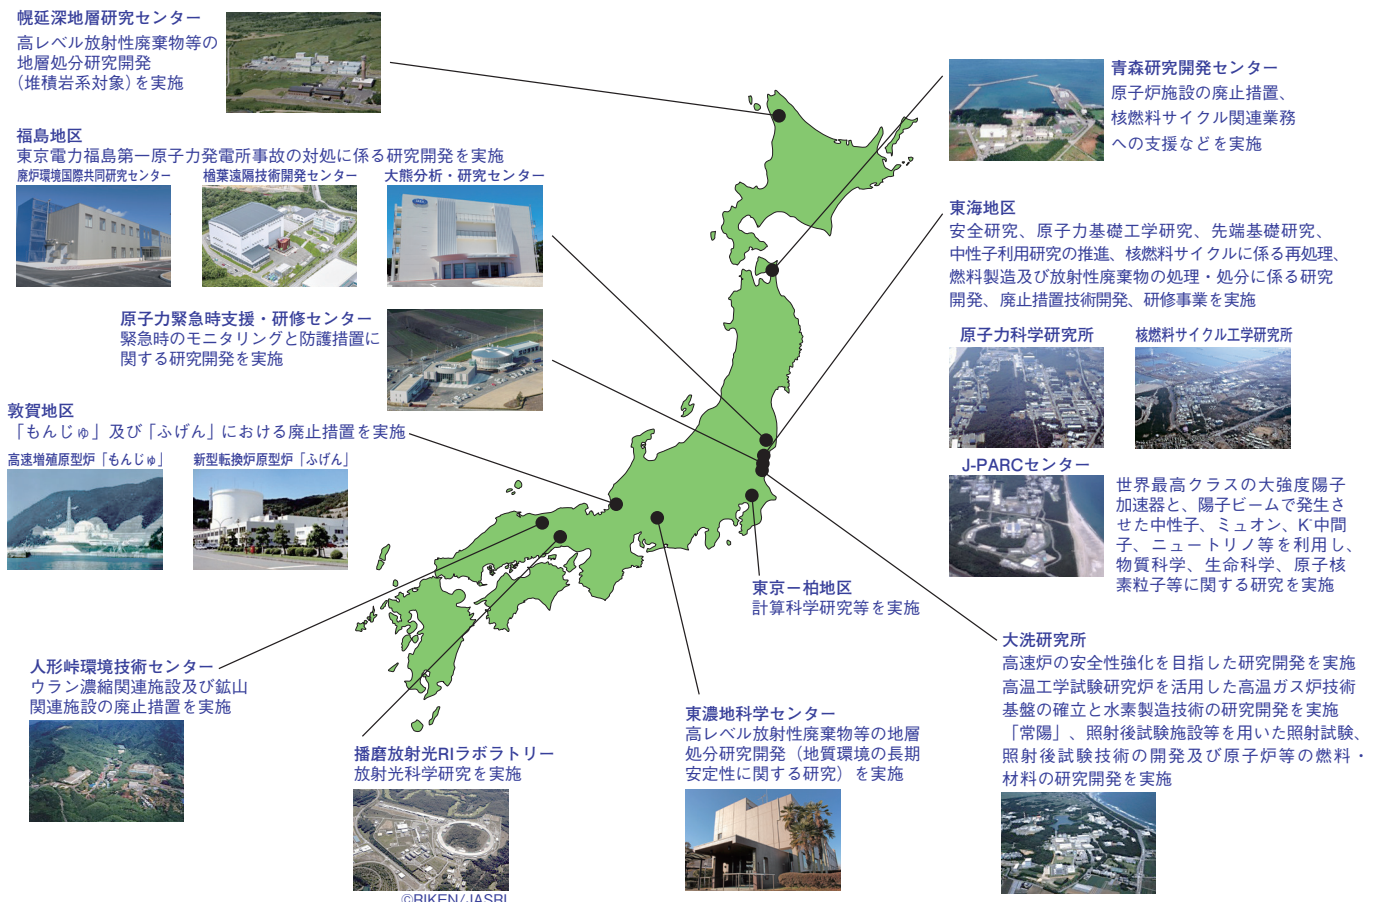 幌延深地層研究センター
高レベル放射性廃棄物等の
地層処分研究開発
(堆積岩系対象)を実施
福島地区
東京電力福島第一原子力発電所事故の対処に係る研究開発を実施
廃炉環境国際共同研究センター
楢葉遠隔技術開発センター
大熊分析・研究センター
原子力緊急時支援・研修センター
緊急時のモニタリングと防護措置に
関する研究開発を実施
敦賀地区
「もんじゅ」及び「ふげん」における廃止措置を実施
高速増殖原型炉「もんじゅ」
新型転換炉原型炉「ふげん」
人形峠環境技術センター
ウラン濃縮関連施設及び鉱山
関連施設の廃止措置を実施
播磨放射光RIラボラトリー
放射光科学研究を実施
©RIKEN/JASRI
東濃地科学センター
高レベル放射性廃棄物等の地層
処分研究開発（地質環境の長期
安定性に関する研究）を実施
東京ー柏地区
計算科学研究等を実施
青森研究開発センター
原子炉施設の廃止措置、
核燃料サイクル関連業務
への支援などを実施
東海地区
安全研究、原子力基礎工学研究、先端基礎研究、
中性子利用研究の推進、核燃料サイクルに係る再処理、
燃料製造及び放射性廃棄物の処理・処分に係る研究
開発、廃止措置技術開発、研修事業を実施
原子力科学研究所
核燃料サイクル工学研究所
J-PARCセンター
世界最高クラスの大強度陽子
加速器と、陽子ビームで発生さ
せた中性子、ミュオン、K⁻中間
子、ニュートリノ等を利用し、
物質科学、生命科学、原子核
素粒子等に関する研究を実施
大洗研究所
高速炉の安全性強化を目指した研究開発を実施
高温工学試験研究炉を活用した高温ガス炉技術
基盤の確立と水素製造技術の研究開発を実施
「常陽」、照射後試験施設等を用いた照射試験、
照射後試験技術の開発及び原子炉等の燃料・
材料の研究開発を実施